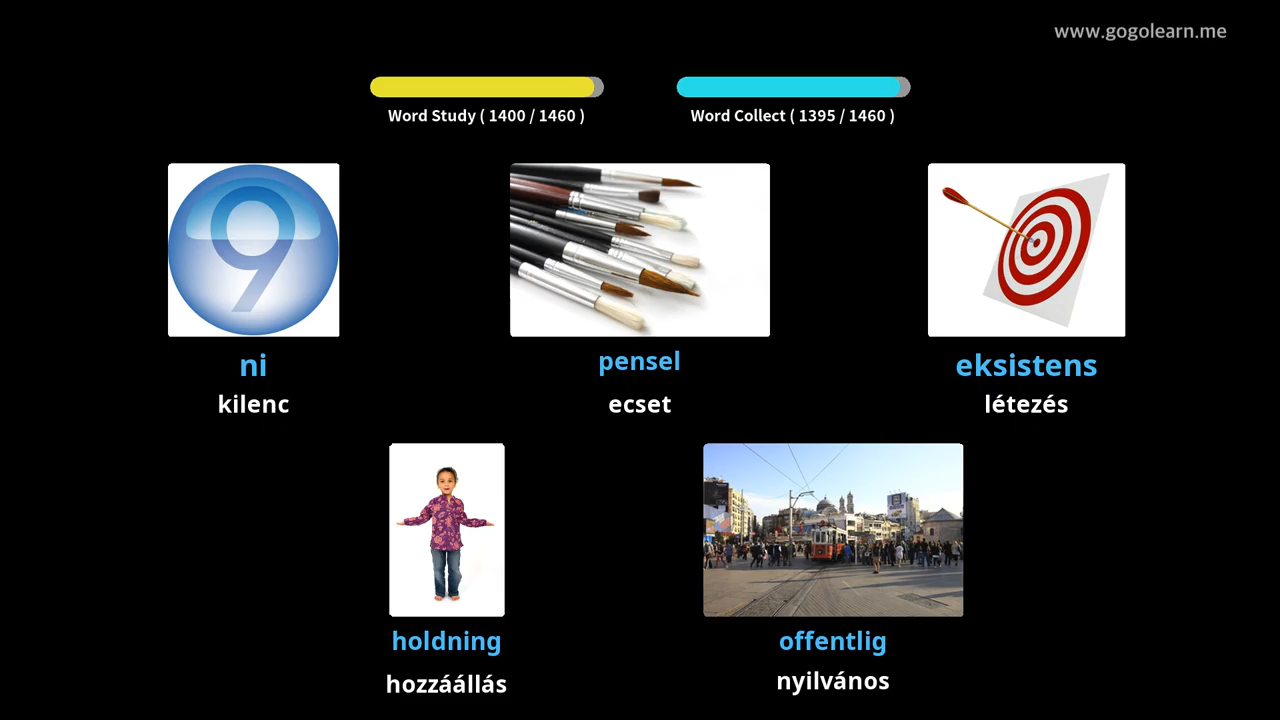 www.gogolearn.me
Word Study ( 1400 / 1460 )
Word Collect ( 1395 / 1460 )
9
ni
kilenc
pensel
ecset
eksistens
létezés
holdning
hozzáállás
offentlig
nyilvános